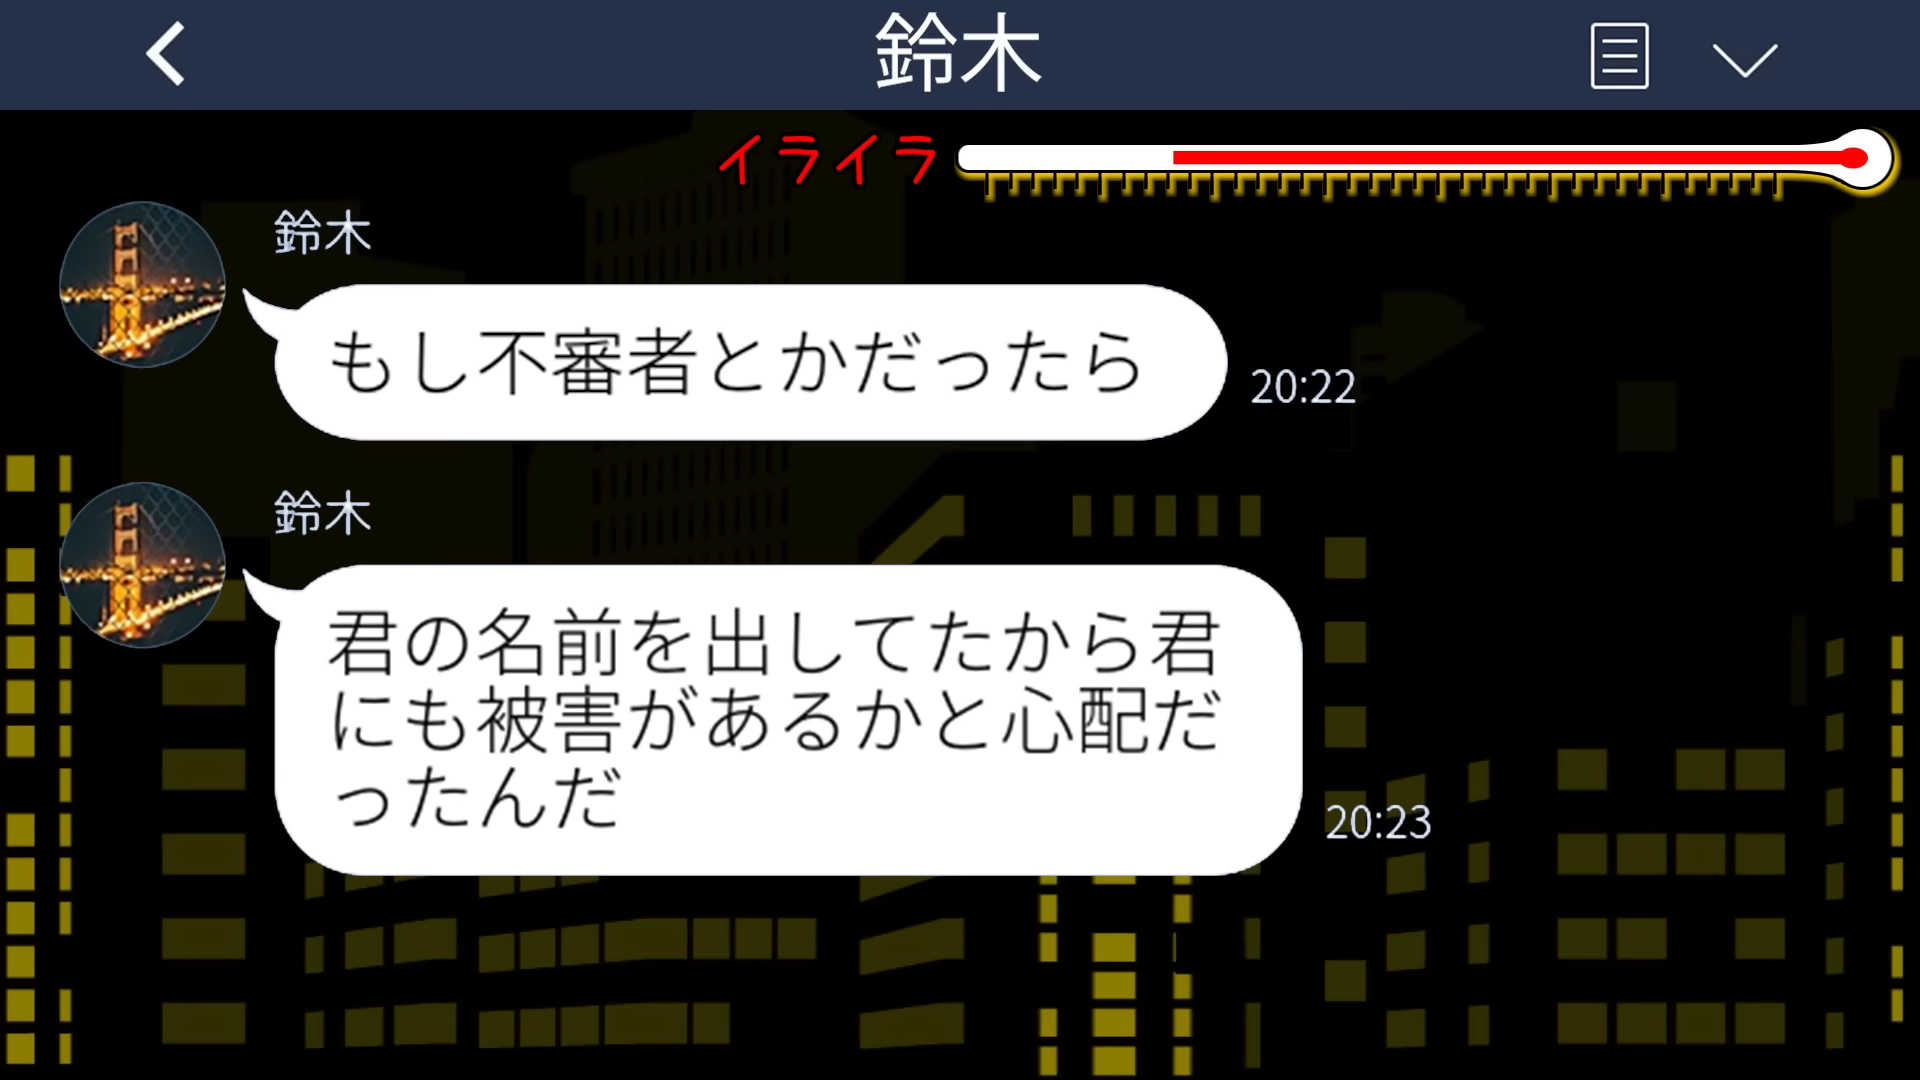 鈴木
イライラ
鈴木
もし不審者とかだったら
20:22
鈴木
君の名前を出してたから君
にも被害があるかと心配だ
ったんだ
20:23